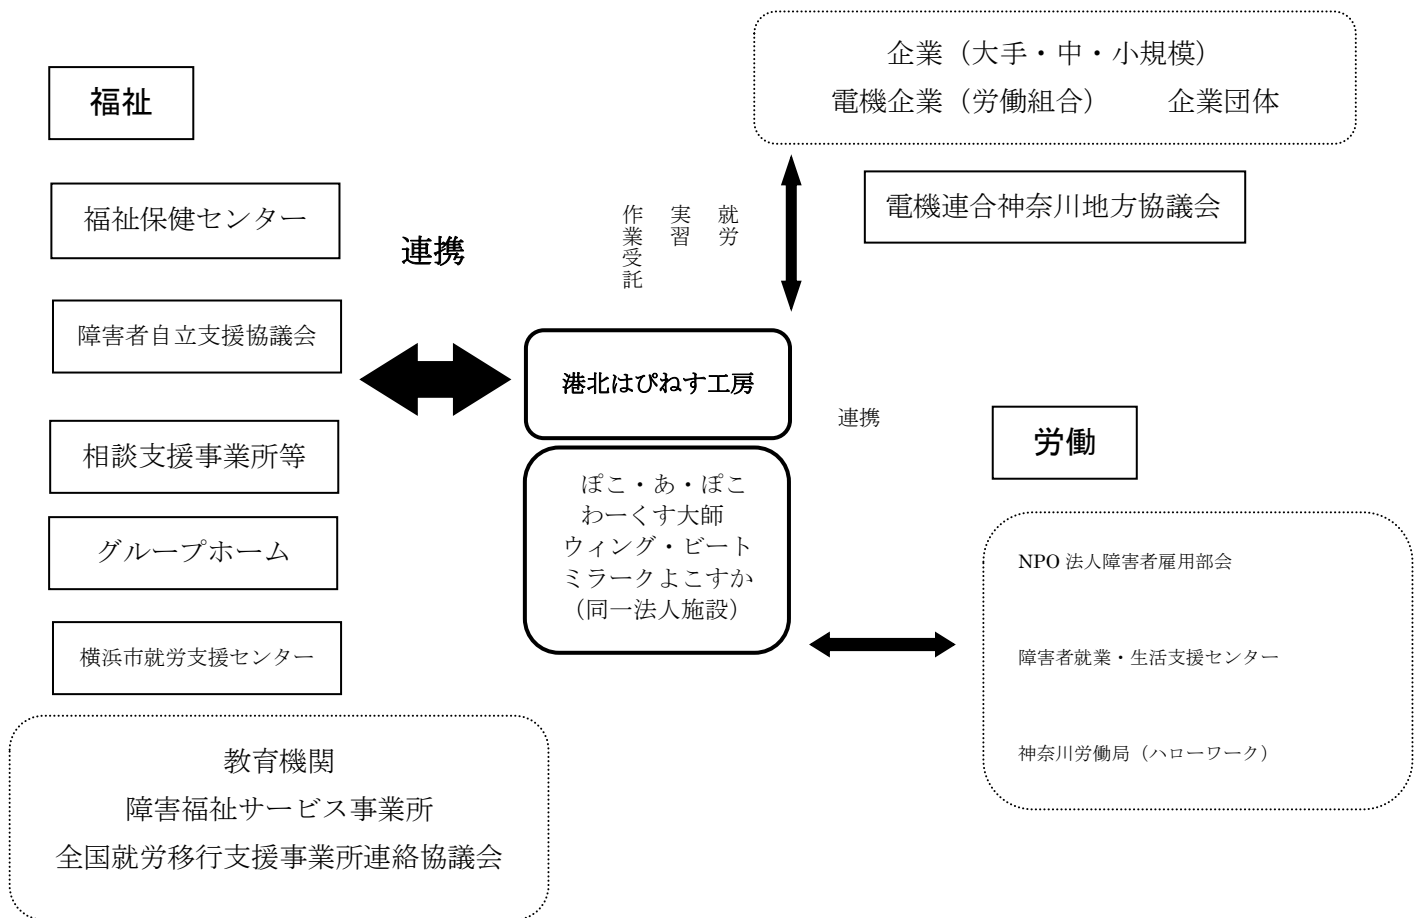 企業（大手・中・小規模）
電機企業（労働組合）　企業団体
福祉
福祉保健センター
障害者自立支援協議会
相談支援事業所等
グループホーム
横浜市就労支援センター
教育機関
障害福祉サービス事業所
全国就労移行支援事業所連絡協議会
連携
就労
実習
作業受託
電機連合神奈川地方協議会
港北はぴねす工房
ぽこ・あ・ぽこ
わーくす大師
ウィング・ビート
ミラークよこすか
（同一法人施設）
連携
労働
NPO 法人障害者雇用部会
障害者就業・生活支援センター
神奈川労働局（ハローワーク）